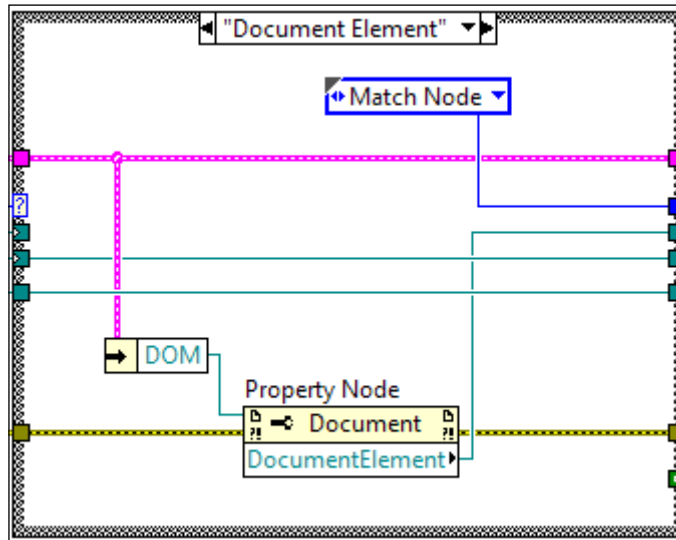 "Document Element"
Match Node
?
DOM
Property Node
?! Document ?!
DocumentElement